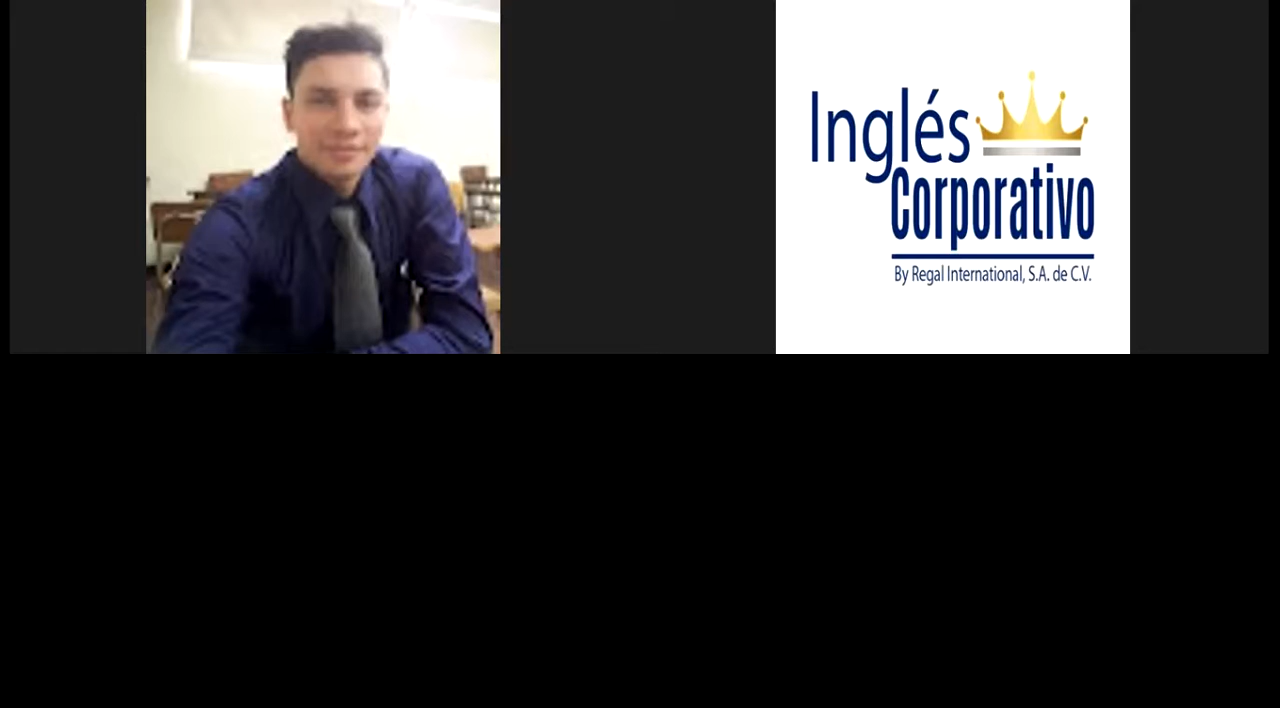 Inglés
Corporativo
By Regal International, S.A. de C.V.